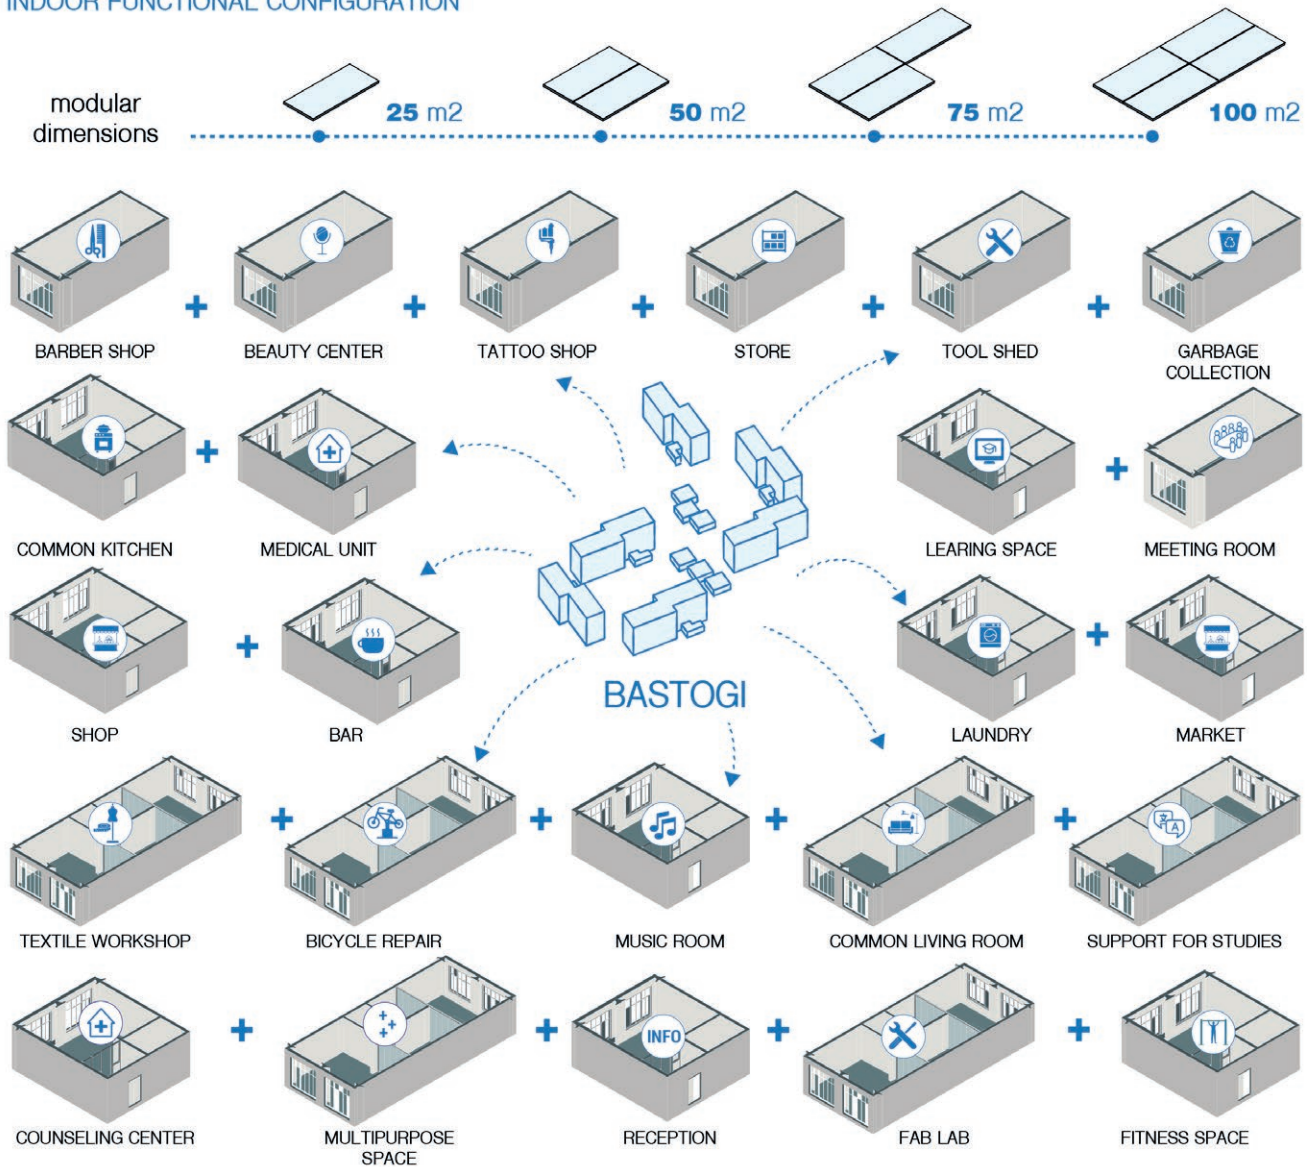 INDOOR FUNCTIONAL CONFIGURATION
modular
dimensions
25 m2
50 m2
75 m2
100 m2
BARBER SHOP
BEAUTY CENTER
TATTOO SHOP
STORE
TOOL SHED
GARBAGE
COLLECTION
COMMON KITCHEN
MEDICAL UNIT
LEARING SPACE
MEETING ROOM
SHOP
BAR
BASTOGI
LAUNDRY
MARKET
A
TEXTILE WORKSHOP
BICYCLE REPAIR
MUSIC ROOM
COMMON LIVING ROOM
SUPPORT FOR STUDIES
INFO
COUNSELING CENTER
MULTIPURPOSE
SPACE
RECEPTION
FAB LAB
FITNESS SPACE